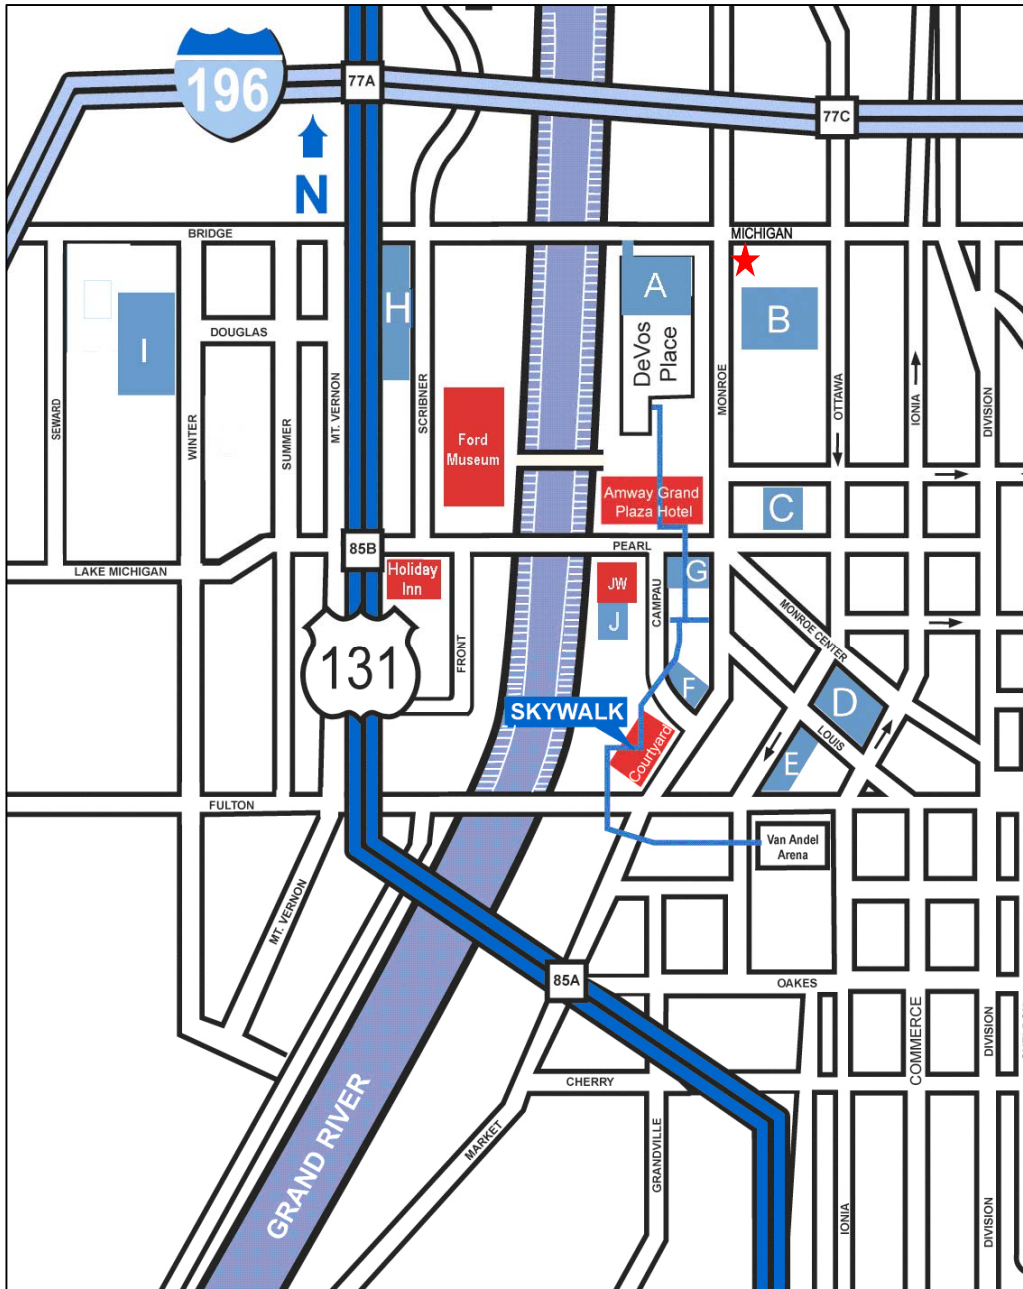 196
77A
77C
N
BRIDGE
MICHIGAN
A
H
B
I
DeVos
Place
DOUGLAS
SEWARD
WINTER
SUMMER
MT. VERNON
SCRIBNER
MONROE
OTTAWA
IONIA
DIVISION
Ford
Museum
Amway Grand
Plaza Hotel
C
85B
PEARL
LAKE MICHIGAN
Holiday
Inn
JW
G
J
CAMPAU
MONROE CENTER
FRONT
131
F
D
SKYWALK
LOUIS
Courtyard
E
FULTON
Van Andel
Arena
MT. VERNON
85A
OAKES
COMMERCE
DIVISION
CHERRY
GRAND RIVER
MARKET
GRANDVILLE
IONIA
DIVISION